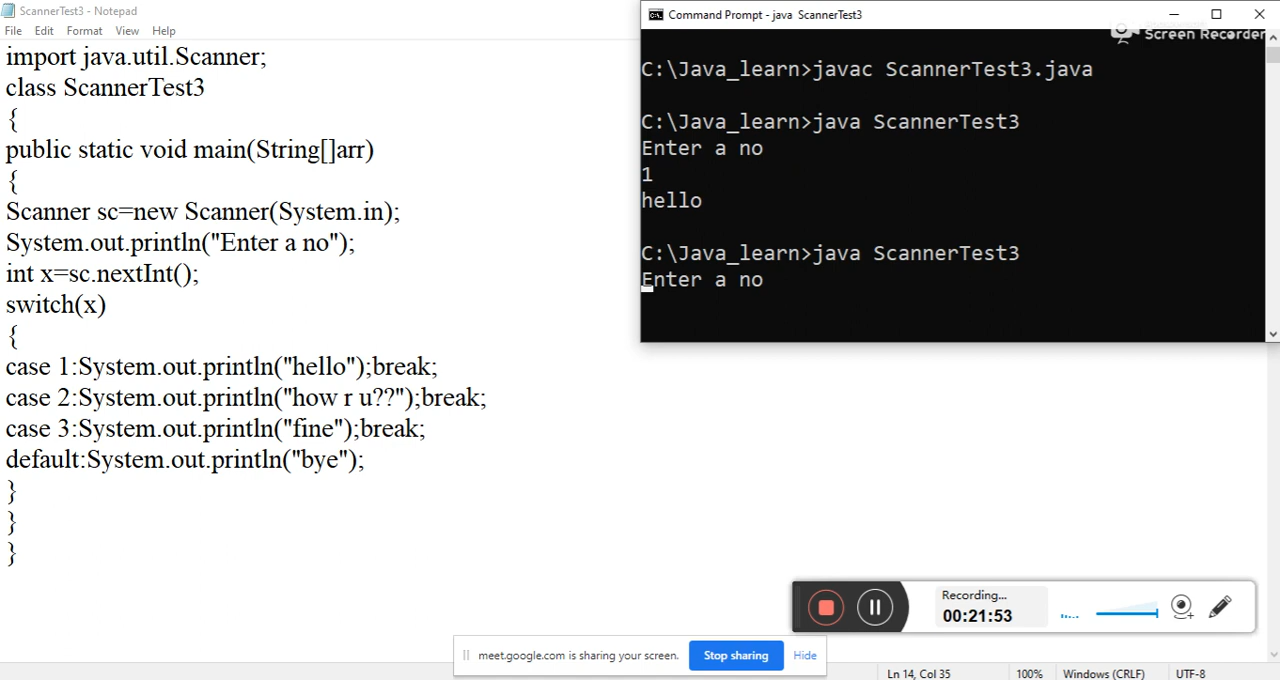 ScannerTest3 - Notepad
File Edit Format View Help
import java.util.Scanner;
class ScannerTest3
{
public static void main(String[]arr)
{
Scanner sc=new Scanner(System.in);
System.out.println("Enter a no");
int x=sc.nextInt();
switch(x)
{
case 1:System.out.println("hello");break;
case 2:System.out.println("how r u??");break;
case 3:System.out.println("fine");break;
default:System.out.println("bye");
}
}
}
Command Prompt - java ScannerTest3
Screen Recorder
C:\Java_learn>javac ScannerTest3.java
C:\Java_learn>java ScannerTest3
Enter a no
1
hello
C:\Java_learn>java ScannerTest3
Enter a no
Recording...
00:21:53
meet.google.com is sharing your screen.
Stop sharing
Hide
Ln 14, Col 35
100%
Windows (CRLF)
UTF-8